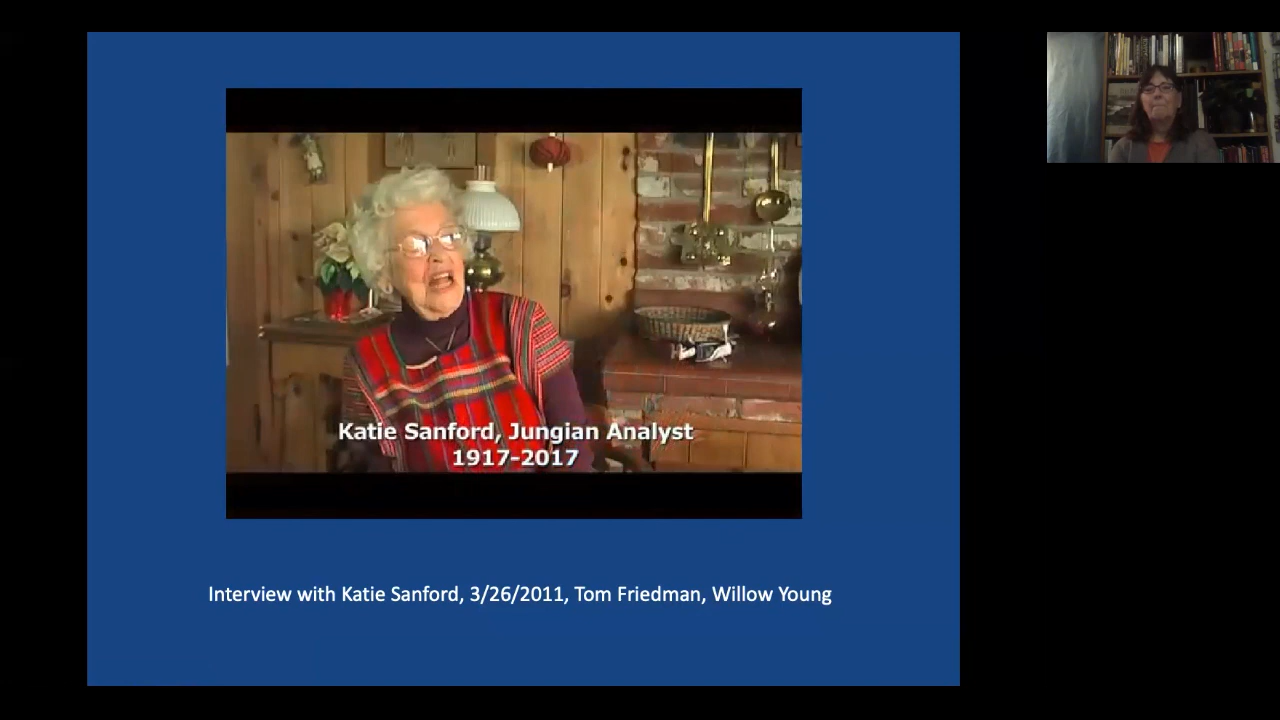 Katie Sanford, Jungian Analyst
1917-2017
Interview with Katie Sanford, 3/26/2011, Tom Friedman, Willow Young